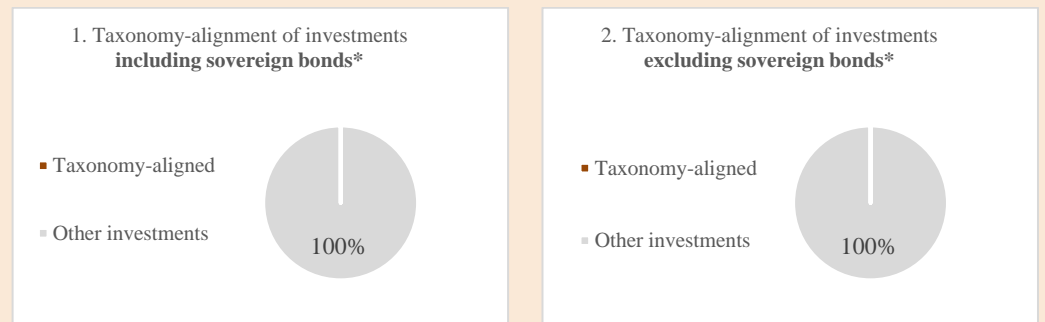 1. Taxonomy-alignment of investments
including sovereign bonds*
Taxonomy-aligned
Other investments
100%
2. Taxonomy-alignment of investments
excluding sovereign bonds*
Taxonomy-aligned
Other investments
100%